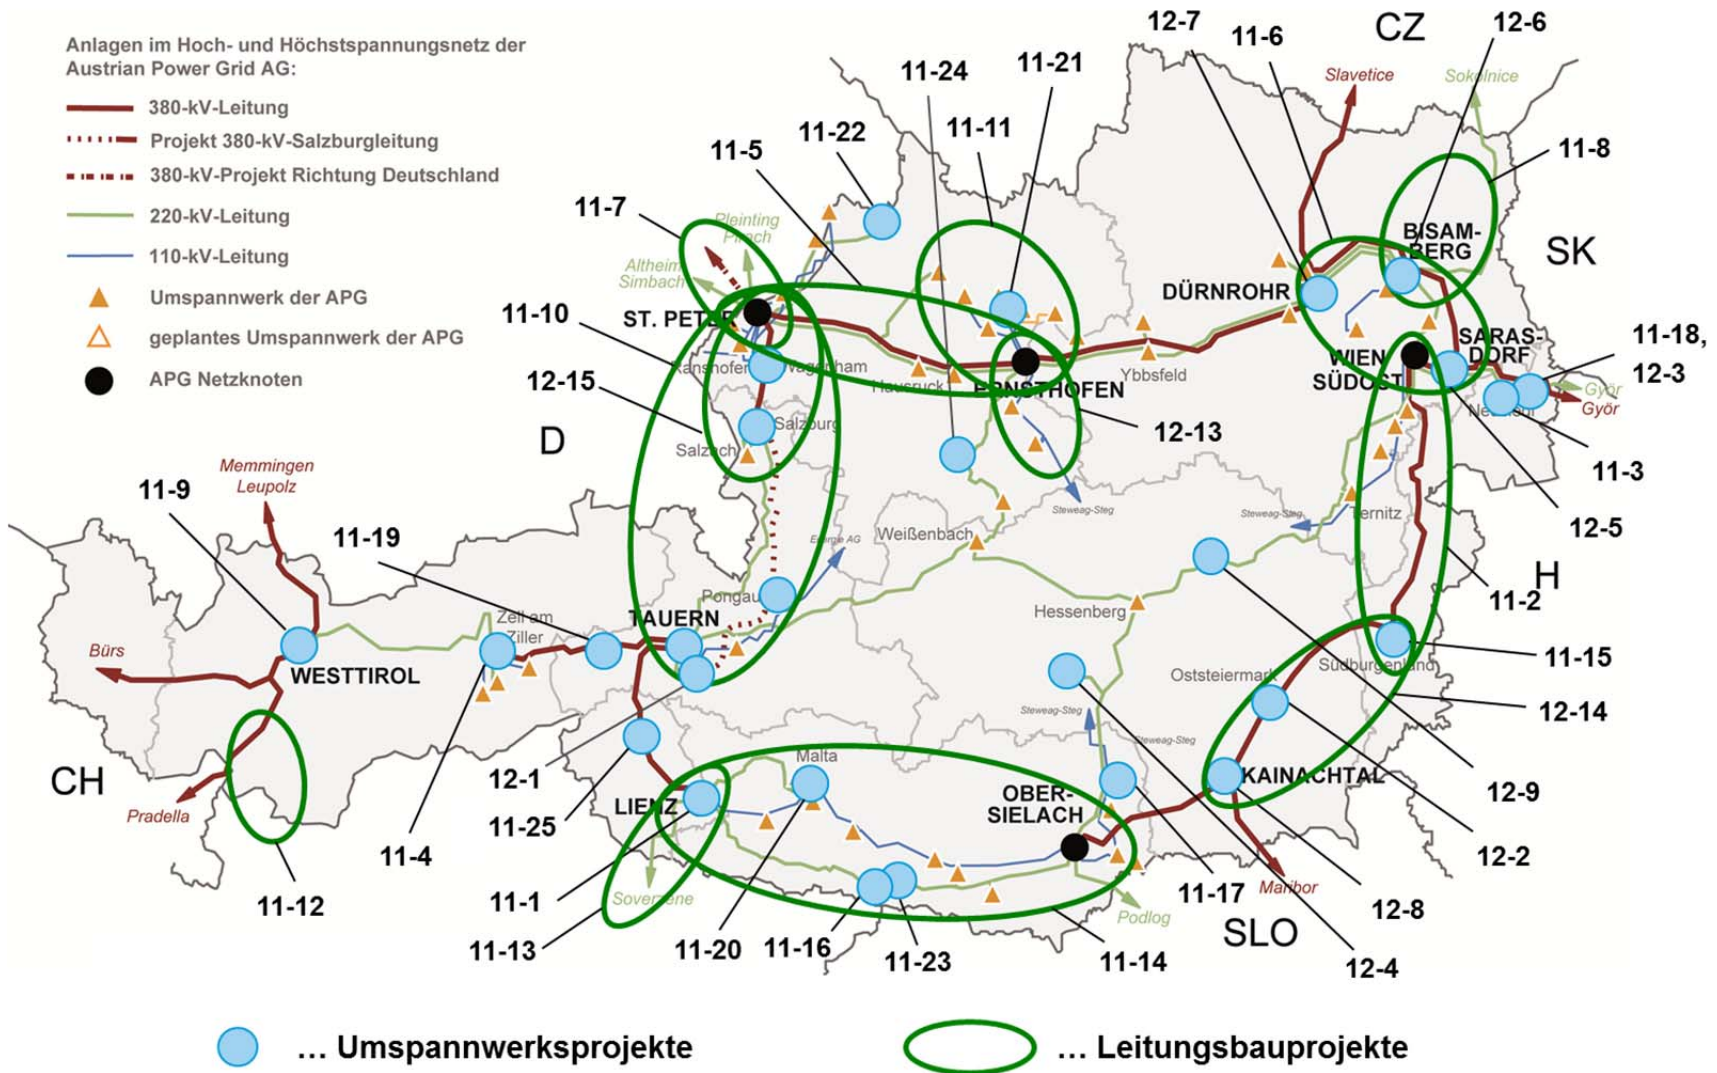 Anlagen im Hoch- und Höchstspannungsnetz der
Austrian Power Grid AG:
380-kV-Leitung
Projekt 380-kV-Salzburgleitung
380-kV-Projekt Richtung Deutschland
220-kV-Leitung
110-kV-Leitung
Umspannwerk der APG
geplantes Umspannwerk der APG
APG Netzknoten
12-7
11-6
CZ
12-6
11-24
11-21
Slavetice
Sokolnice
11-22
11-11
11-5
11-8
11-7
Pleinting
Pirach
BISAM-
BERG
SK
Altheim
Simbach
DÜRNROHR
11-10
ST. PETER
SARAS-
DORF
11-18,
12-3
WIEN
SÜDOST
Ranshofen
Wagenham
Hausruck
ERNSTHOFEN
Ybbsfeld
Györ
Györ
12-15
Salzburg
Salzach
12-13
D
11-3
Memmingen
Leupolz
11-9
Steweag-Steg
Steweag-Steg
Ternitz
12-5
11-19
Energie AG
Weißenbach
H
11-2
Pongau
Hessenberg
Zell am
Ziller
TAUERN
Bürs
WESTTIROL
Südburgenland
11-15
Oststeiermark
12-14
Steweag-Steg
Steweag-Steg
CH
12-1
Malta
KAINACHTAL
12-9
LIENZ
OBER-
SIELACH
Pradella
11-25
11-4
12-2
11-12
11-1
Soverzene
11-17
Maribor
12-8
Podlog
11-13
11-20
11-16
11-23
11-14
SLO
12-4
... Umspannwerksprojekte
... Leitungsbauprojekte